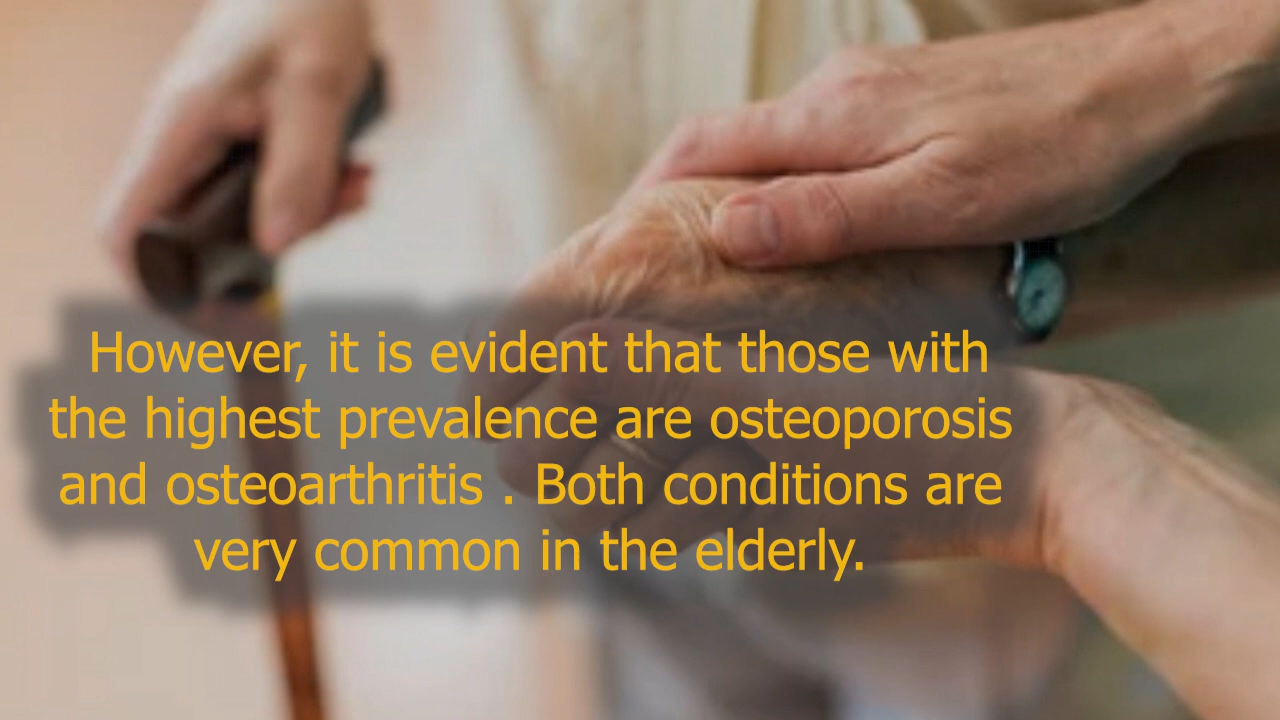 However, it is evident that those with
the highest prevalence are osteoporosis
and osteoarthritis . Both conditions are
very common in the elderly.